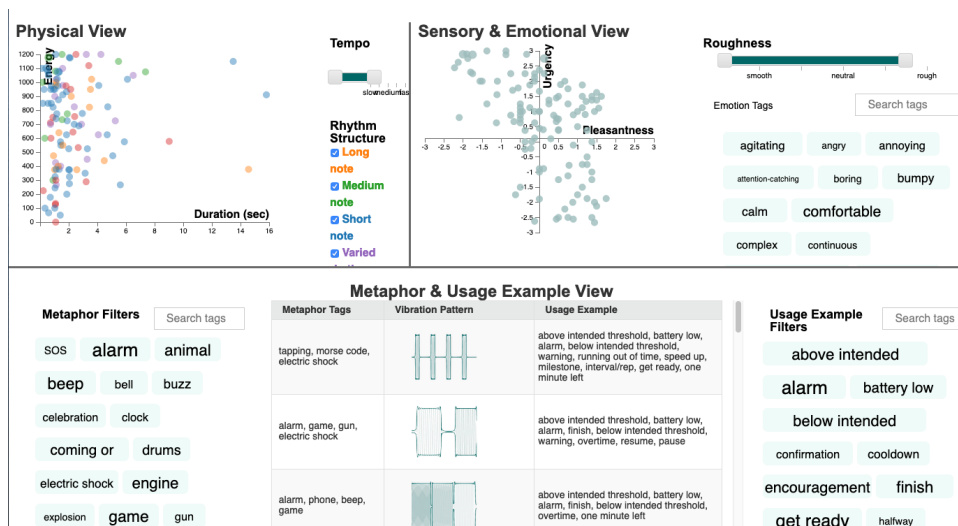 Physical View
Energy
1200
1100
1000
900
800
700
600
500
400
300
200
100
0
2
4
6
8
10
12
14
16
Duration (sec)
Tempo
medium
Rhythm
Structure
Long
note
Medium
note
Short
note
Varied
Sensory & Emotional View
Urgency
3
2.5
1.5
0.5
-0.5
-1.5
-2
-2.5
-3
Pleasantness
-3
-2.5
-2
-1.5
-1
-0.5
0
0.5
1
1.5
2
2.5
3
Roughness
smooth
neutral
rough
Emotion Tags
Search tags
agitating
angry
annoying
attention-catching
boring
bumpy
calm
comfortable
complex
continuous
Metaphor & Usage Example View
Metaphor Filters
Search tags
SOS
alarm
animal
beep
bell
buzz
celebration
clock
coming or
drums
electric shock
engine
explosion
game
gun
Metaphor Tags
Vibration Pattern
Usage Example
tapping, morse code,
electric shock
above intended threshold, battery low,
alarm, below intended threshold,
warning, running out of time, speed up,
milestone, interval/rep, get ready, one
minute left
alarm, game, gun,
electric shock
above intended threshold, battery low,
alarm, finish, below intended threshold,
warning, overtime, resume, pause
alarm, phone, beep,
game
above intended threshold, battery low,
alarm, finish, below intended threshold,
overtime, one minute left
Usage Example
Filters
Search tags
above intended
alarm
battery low
below intended
confirmation
cooldown
encouragement
finish
get ready
halfway